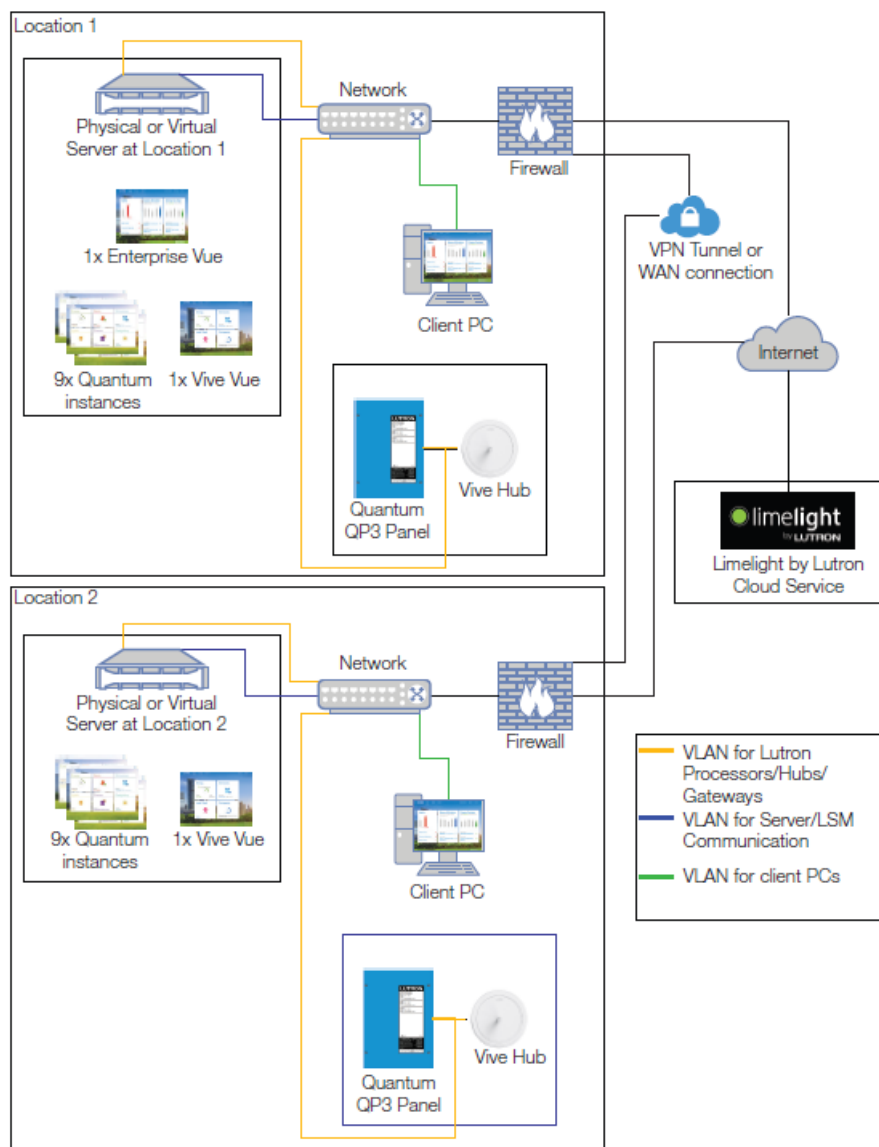 Location 1
Network
Physical or Virtual
Server at Location 1
Firewall
1x Enterprise Vue
VPN Tunnel or
WAN connection
Client PC
Internet
9x Quantum
instances
1x Vive Vue
LUTRON
Vive Hub
Quantum
QP3 Panel
limelight
by LUTRON
Limelight by Lutron
Cloud Service
Location 2
Network
Physical or Virtual
Server at Location 2
Firewall
VLAN for Lutron
Processors/Hubs/
Gateways
VLAN for Server/LSM
Communication
VLAN for client PCs
9x Quantum
instances
1x Vive Vue
Client PC
LUTRON
Vive Hub
Quantum
QP3 Panel